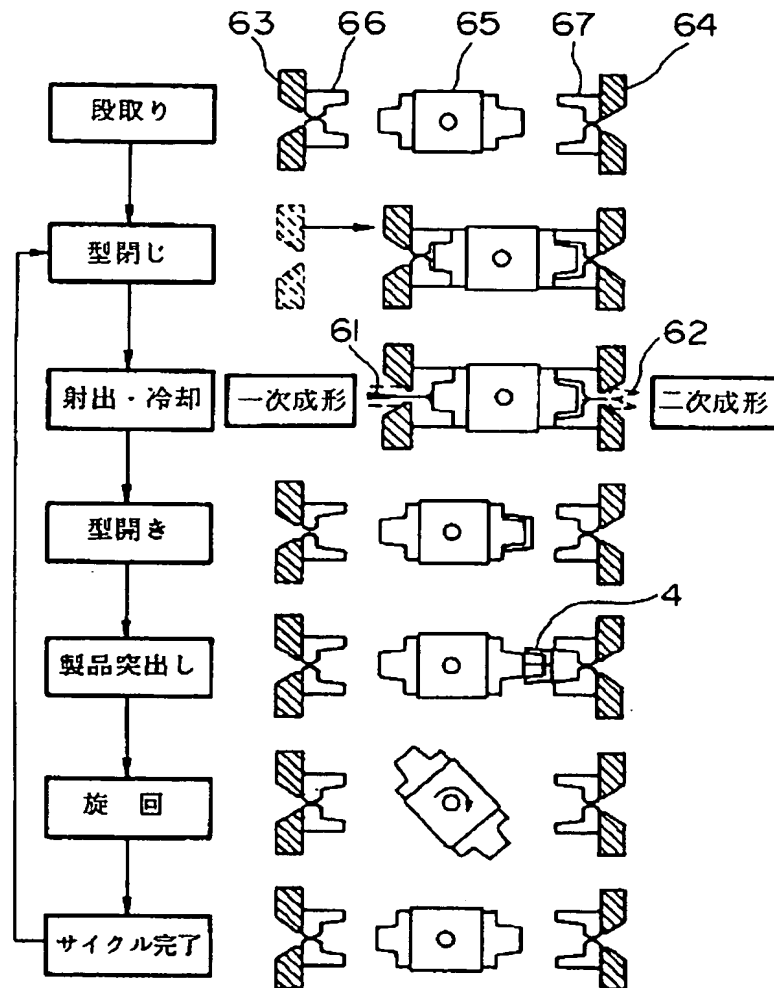 63 66 65 67 64
段取り
型閉じ
61 62
射出・冷却 一次成形 二次成形
型開き
4
製品突出し
旋 回
サイクル完了